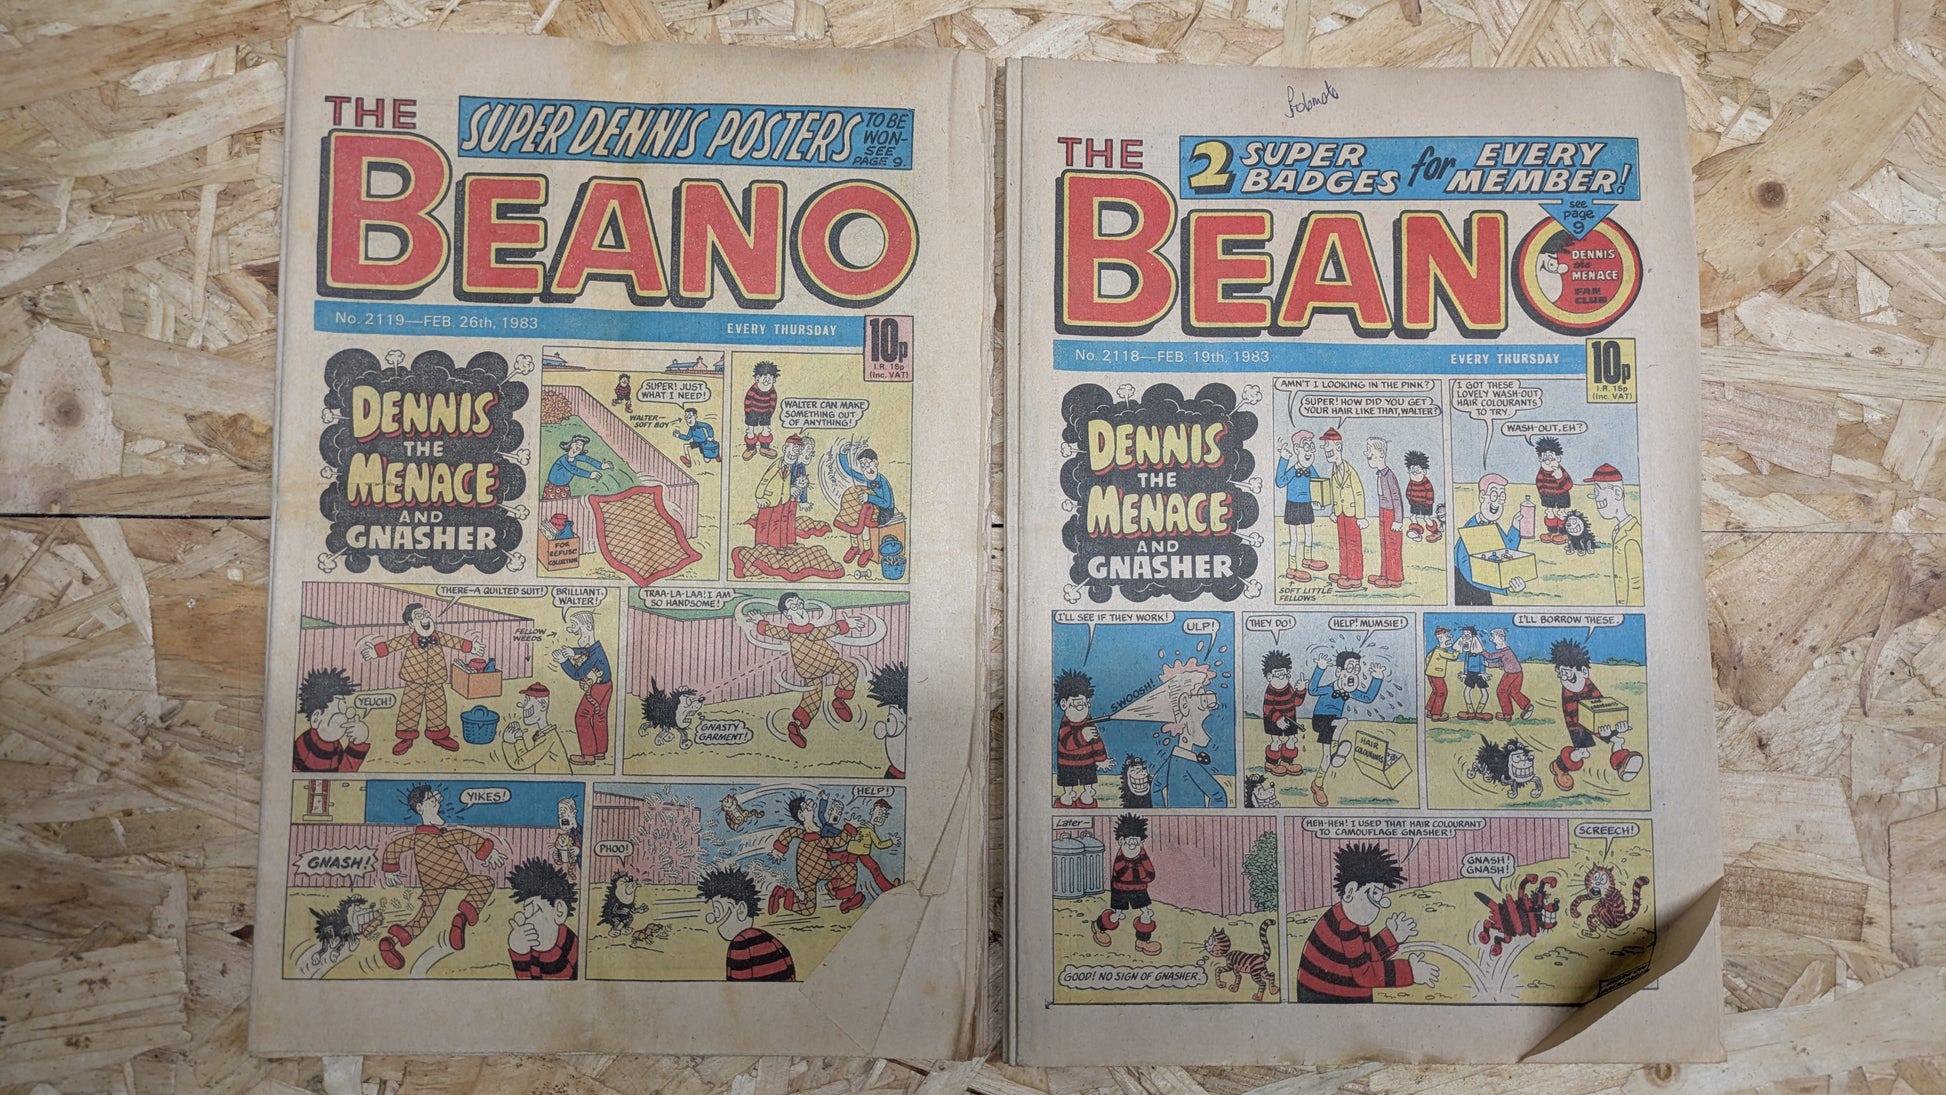 THE
BEANO
SUPER DENNIS POSTERS
TO BE
WON-
SEE
PAGE 9.
No. 2119—FEB. 26th, 1983
EVERY THURSDAY
10p
I.R. 15p
(Inc. VAT)
DENNIS
THE
MENACE
AND
GNASHER
SUPER! JUST
WHAT I NEED!
WALTER-
SOFT BOY
FOR
REFUSE
COLLECTION
WALTER CAN MAKE
SOMETHING OUT
OF ANYTHING!
THERE-A QUILTED SUIT!
BRILLIANT,
WALTER!
FELLOW
WEEDS
YEUCH!
TRAA-LA-LAA! I AM
SO HANDSOME!
GNASTY
GARMENT!
YIKES!
GNASH!
HELP!
PHOO!
THE
BEANO
2 SUPER
BADGES for EVERY
MEMBER!
see
page
9
DENNIS
the
MENACE
FAN
CLUB
No. 2118—FEB. 19th, 1983
EVERY THURSDAY
10p
I.R. 15p
(Inc. VAT)
DENNIS
THE
MENACE
AND
GNASHER
AMN'T I LOOKING IN THE PINK?
SUPER! HOW DID YOU GET
YOUR HAIR LIKE THAT, WALTER?
SOFT LITTLE
FELLOWS
I GOT THESE
LOVELY WASH-OUT
HAIR COLOURANTS
TO TRY.
WASH-OUT, EH?
I'LL SEE IF THEY WORK!
ULP!
SWOOSH!
THEY DO!
HELP! MUMSIE!
HAIR
COLOURANTS
I'LL BORROW THESE.
Later-
GOOD! NO SIGN OF GNASHER.
HEH-HEH! I USED THAT HAIR COLOURANT
TO CAMOUFLAGE GNASHER!
GNASH!
GNASH!
SCREECH!